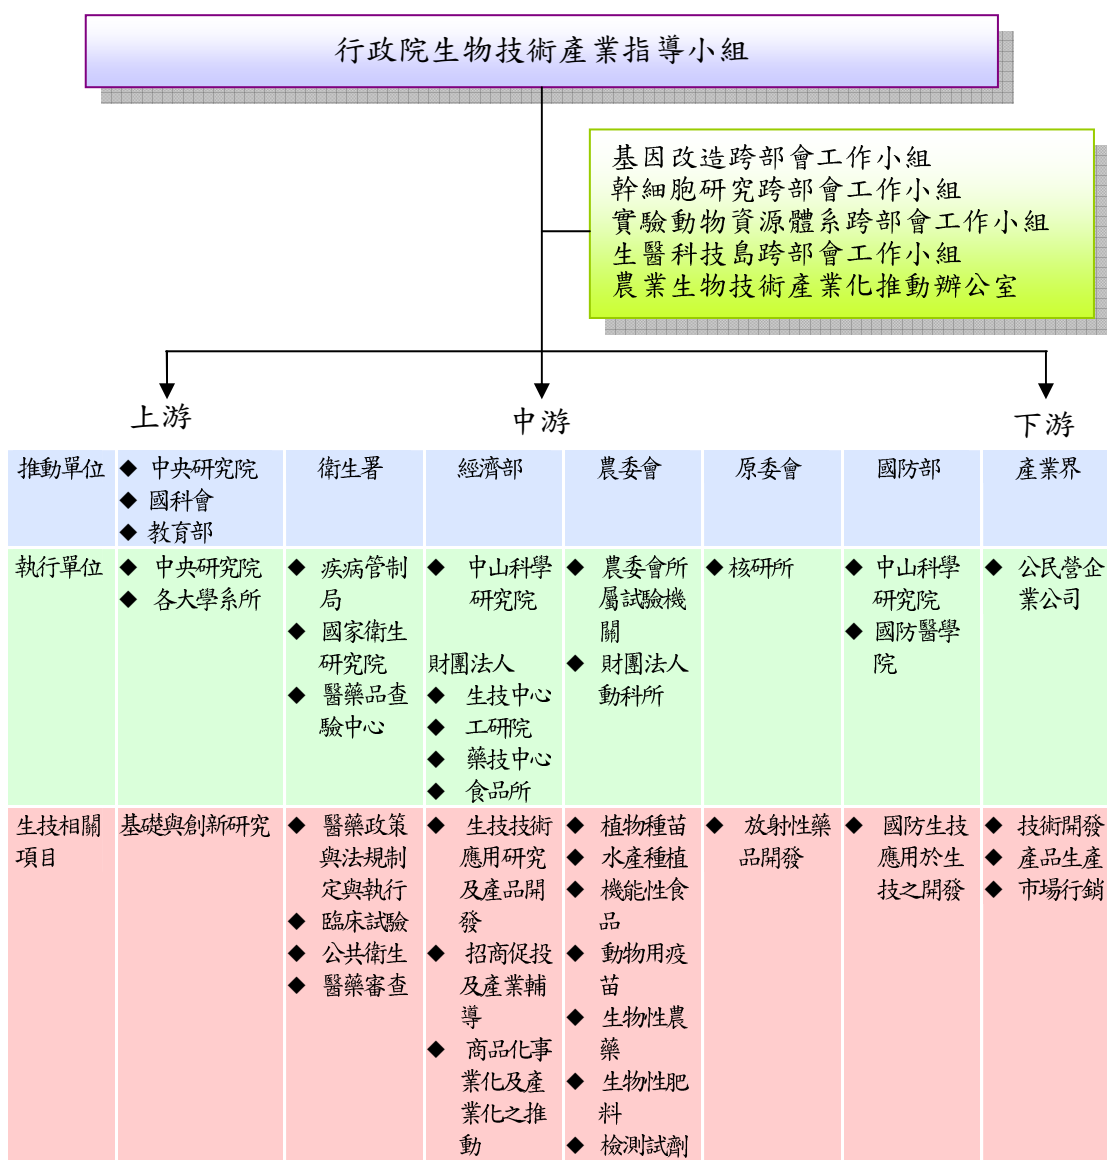 行政院生物技術產業指導小組
基因改造跨部會工作小組
幹細胞研究跨部會工作小組
實驗動物資源體系跨部會工作小組
生醫科技島跨部會工作小組
農業生物技術產業化推動辦公室
上游
中游
下游
推動單位
◆ 中央研究院
◆ 國科會
◆ 教育部
衛生署
經濟部
農委會
原委會
國防部
產業界
執行單位
◆ 中央研究院
◆ 各大學系所
◆ 疾病管制
局
◆ 國家衛生
研究院
◆ 醫藥品查
驗中心
◆ 中山科學
研究院
財團法人
◆ 生技中心
◆ 工研院
◆ 藥技中心
◆ 食品所
◆ 農委會所
屬試驗機
關
◆ 財團法人
動科所
◆核研所
◆ 中山科學
研究院
◆ 國防醫學
院
◆ 公民營企
業公司
生技相關
項目
基礎與創新研究
◆ 醫藥政策
與法規制
定與執行
◆ 臨床試驗
◆ 公共衛生
◆ 醫藥審查
◆ 生技技術
應用研究
及產品開
發
◆ 招商促投
及產業輔
導
◆ 商品化事
業化及產
業化之推
動
◆ 植物種苗
◆ 水產種植
◆ 機能性食
品
◆ 動物用疫
苗
◆ 生物性農
藥
◆ 生物性肥
料
◆ 檢測試劑
◆ 放射性藥
品開發
◆ 國防生技
應用於生
技之開發
◆ 技術開發
◆ 產品生產
◆ 市場行銷